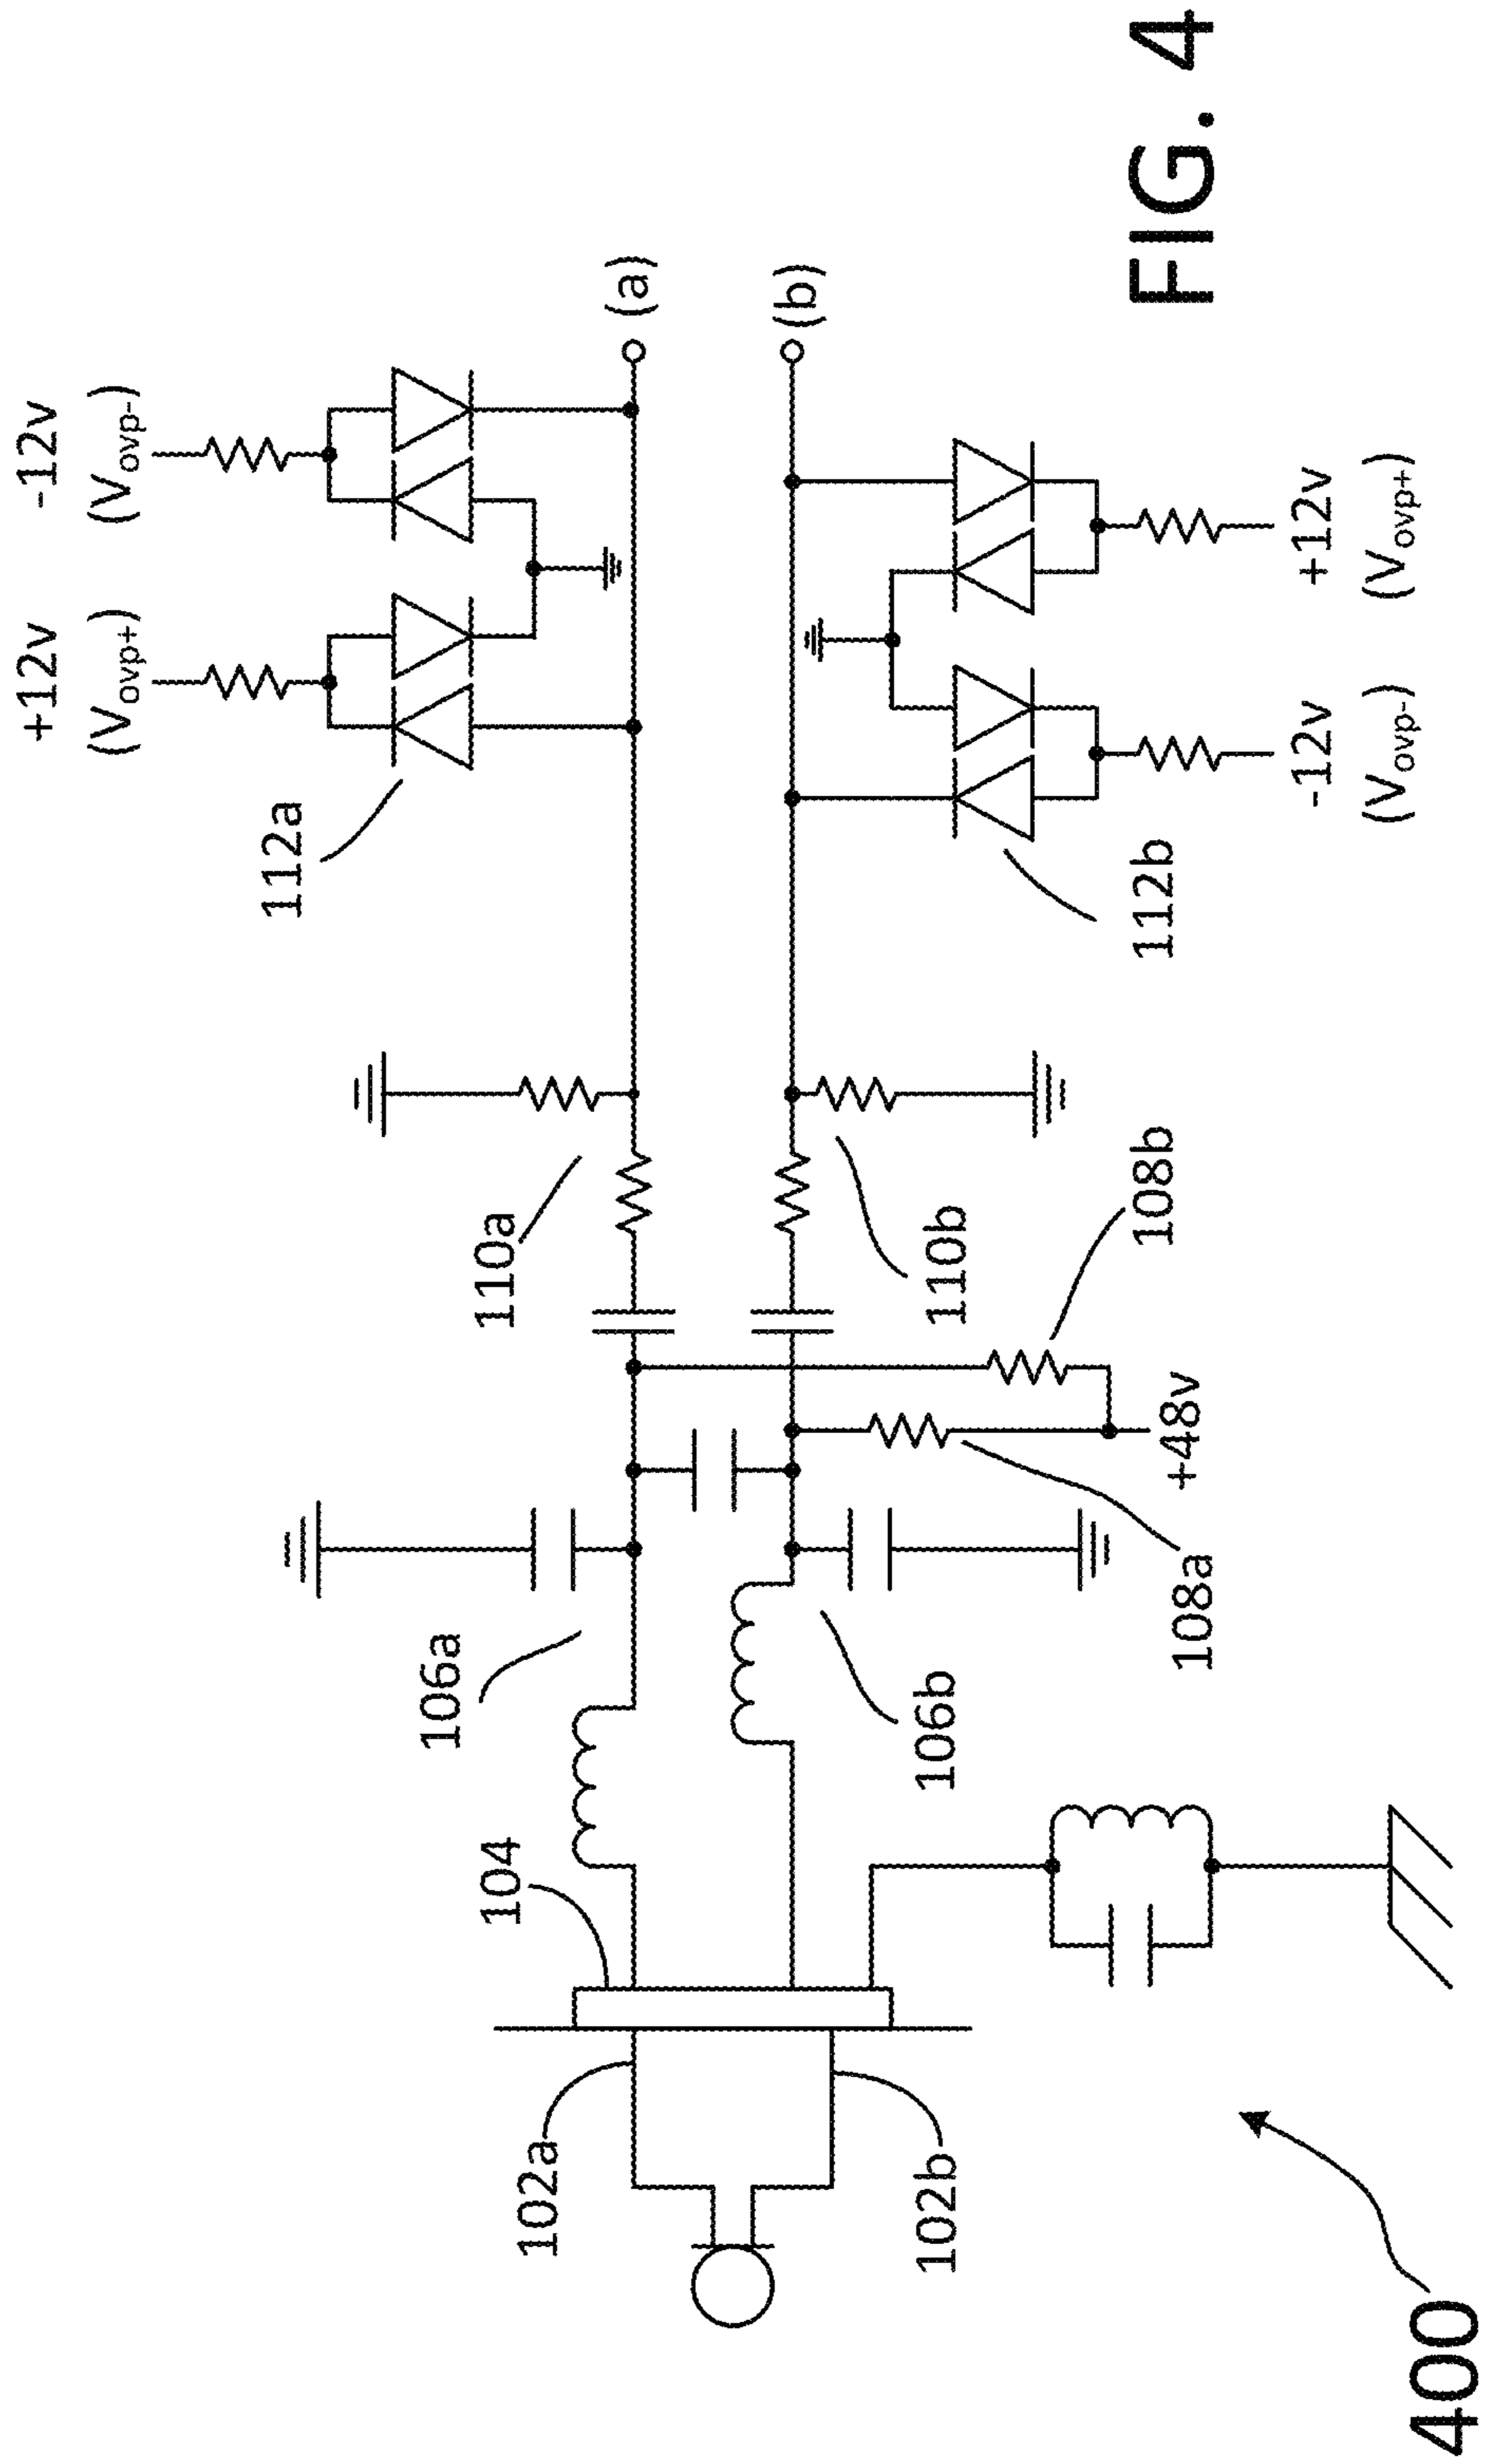 +12v
(Vovp+)
-12v
(Vovp-)
112a
106a
104
110a
102a
(a)
(b)
102b
106b
110b
108b
112b
108a
+48v
-12v
(Vovp-)
+12v
(Vovp+)
400
FIG. 4